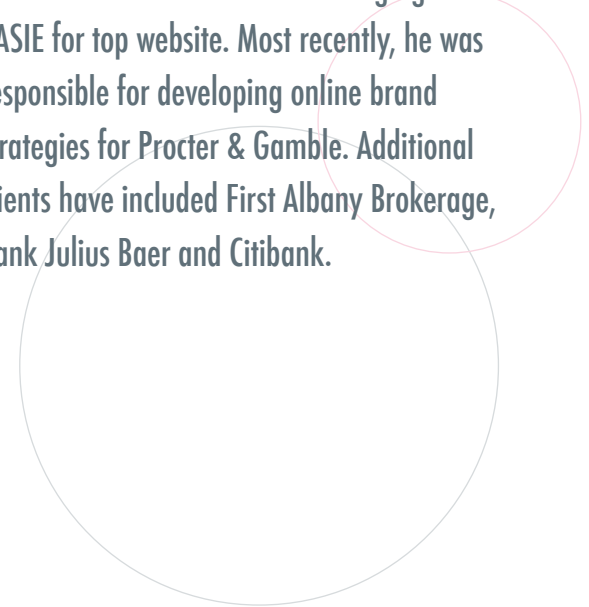 ASIE for top website. Most recently, he was
esponsible for developing online brand
rategies for Procter & Gamble. Additional
ients have included First Albany Brokerage,
ank Julius Baer and Citibank.